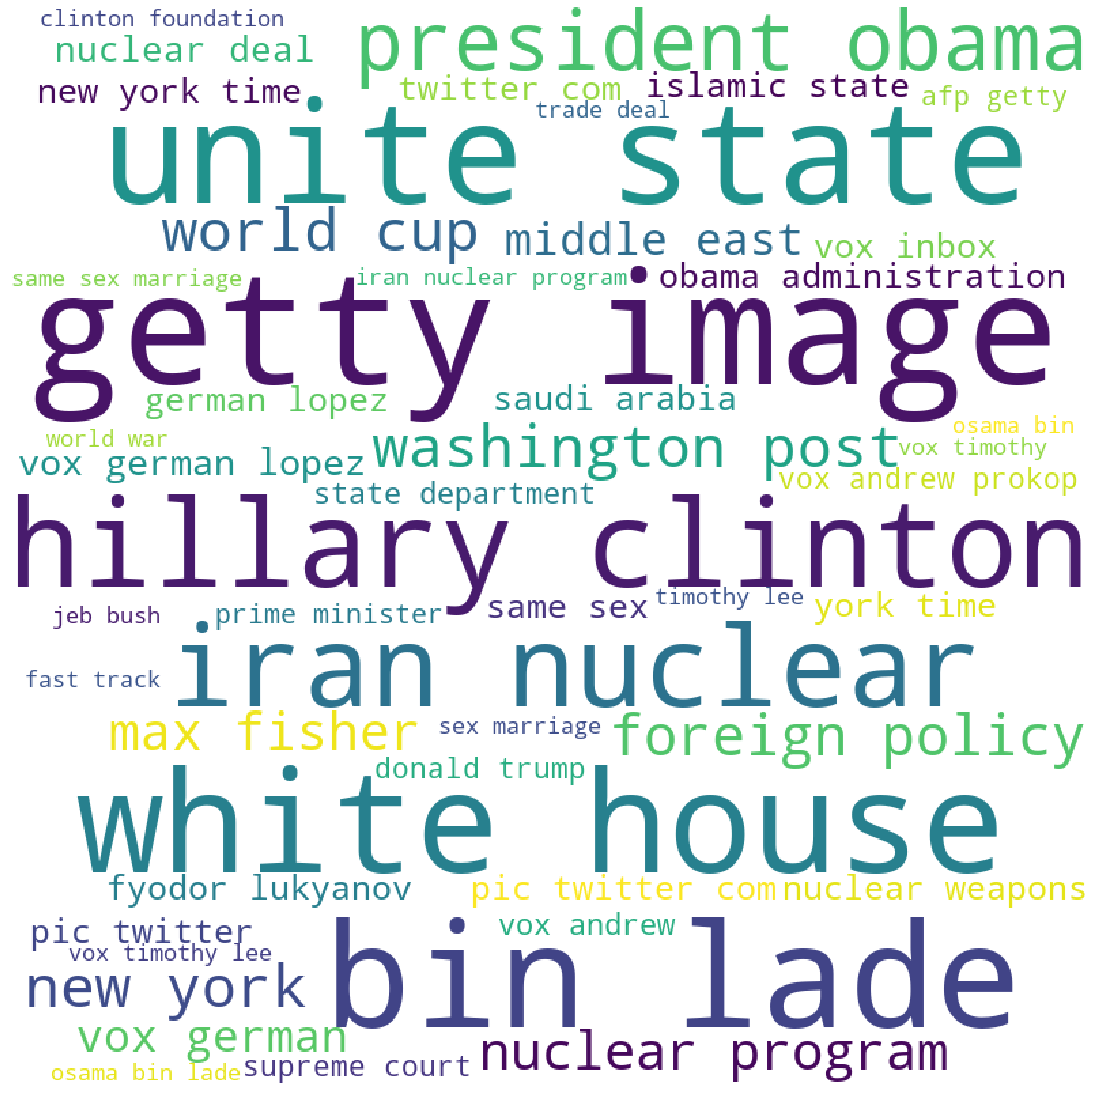 clinton foundation
nuclear deal
president obama
new york time
twitter com
islamic state
afp getty
trade deal
unite state
world cup
middle east
vox inbox
same sex marriage
iran nuclear program
obama administration
getty image
german lopez
saudi arabia
world war
washington post
osama bin
vox timothy
vox german lopez
vox andrew prokop
state department
hillary clinton
jeb bush
prime minister
same sex
timothy lee
york time
fast track
iran nuclear
max fisher
sex marriage
foreign policy
donald trump
white house
fyodor lukyanov
pic twitter com
nuclear weapons
pic twitter
vox andrew
vox timothy lee
new york
bin lade
vox german
osama bin lade
supreme court
nuclear program